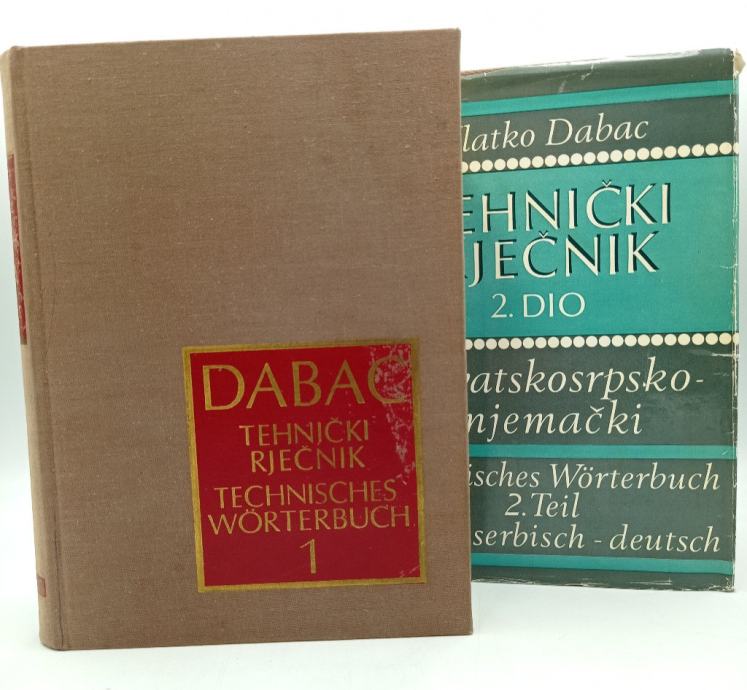 DABAC
TEHNIČKI
RJEČNIK
TECHNISCHES
WÖRTERBUCH
1
latko Dabac
EHNIČKI
JEČNIK
2. DIO
atskosrpsko-
njemački
isches Wörterbuch
2. Teil
serbisch - deutsch